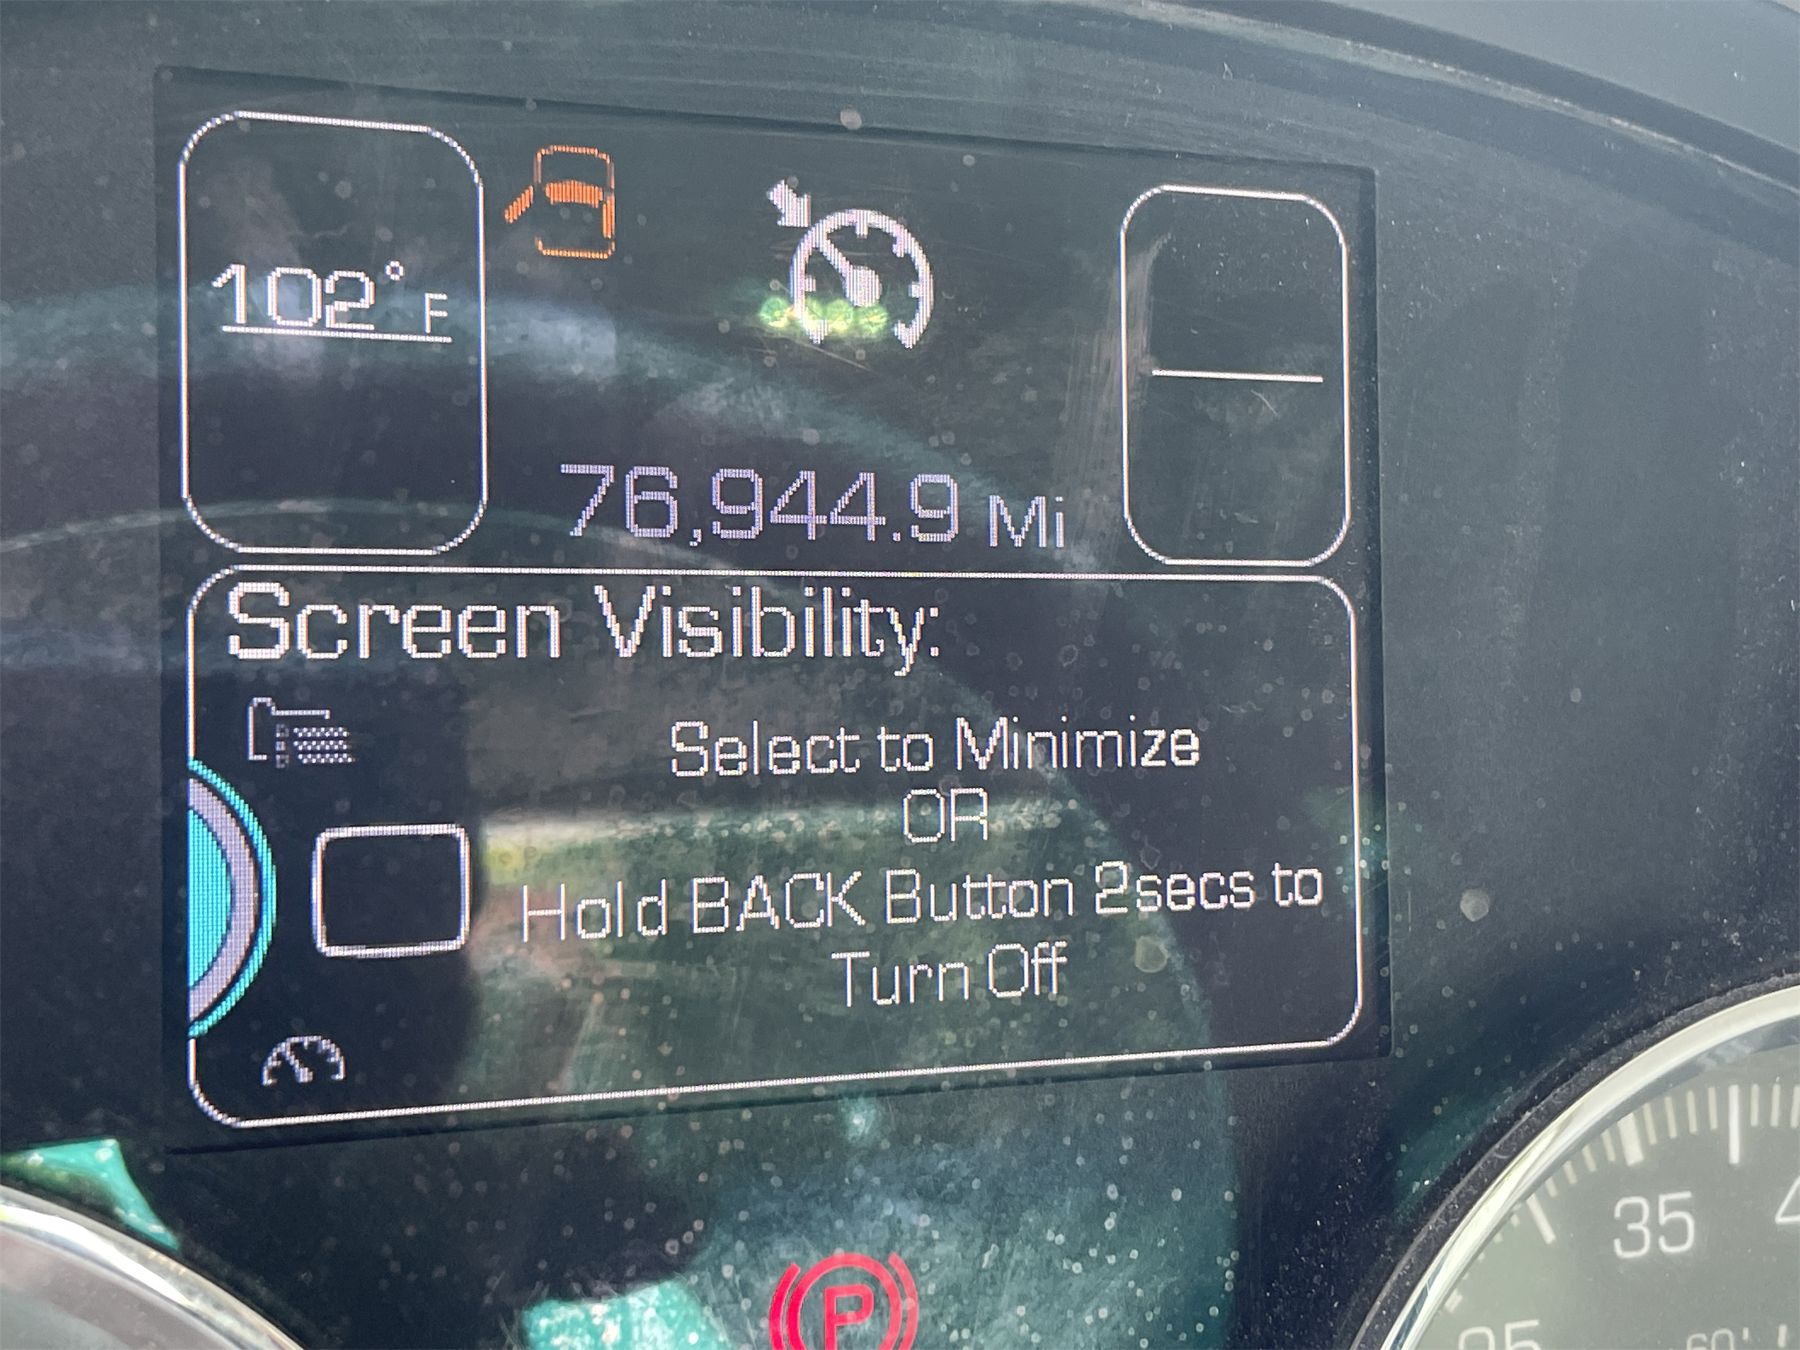 102°F
76,944.9 Mi
Screen Visibility:
Select to Minimize
OR
Hold BACK Button 2secs to
Turn Off
P
35